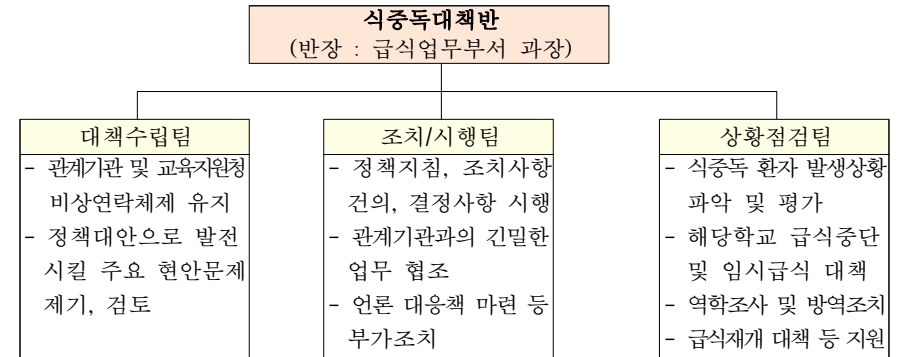 식중독대책반
(반장 : 급식업무부서 과장)
대책수립팀
- 관계기관 및 교육지원청
비상연락체제 유지
- 정책대안으로 발전
시킬 주요 현안문제
제기, 검토
조치/시행팀
- 정책지침, 조치사항
건의, 결정사항 시행
- 관계기관과의 긴밀한
업무 협조
- 언론 대응책 마련 등
부가조치
상황점검팀
- 식중독 환자 발생상황
파악 및 평가
- 해당학교 급식중단
및 임시급식 대책
- 역학조사 및 방역조치
- 급식재개 대책 등 지원